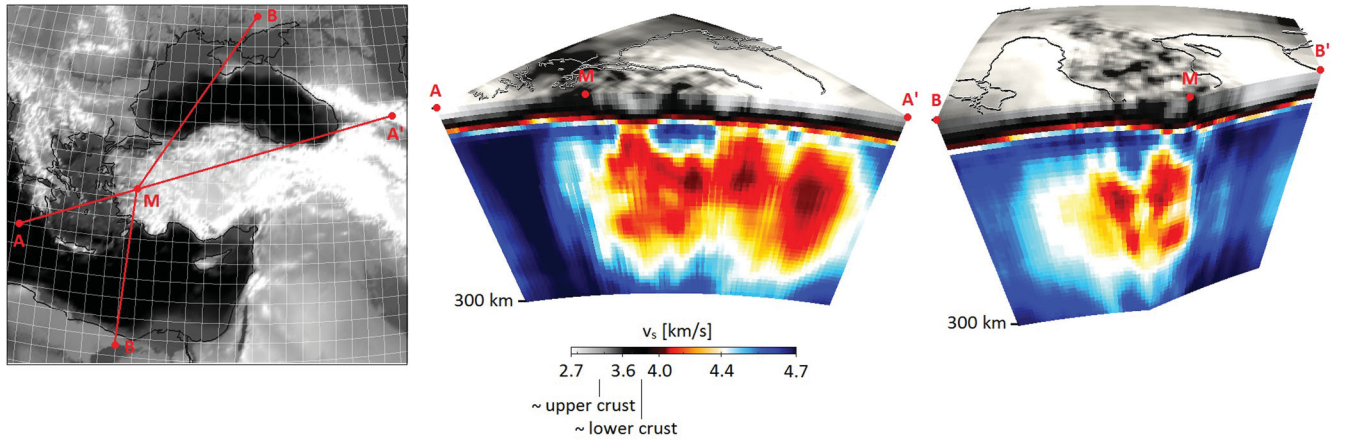 B
A'
M
A
B
A
M
A'
300 km
B
M
B'
300 km
vₛ [km/s]
2.7 3.6 4.0 4.4 4.7
~ upper crust
~ lower crust